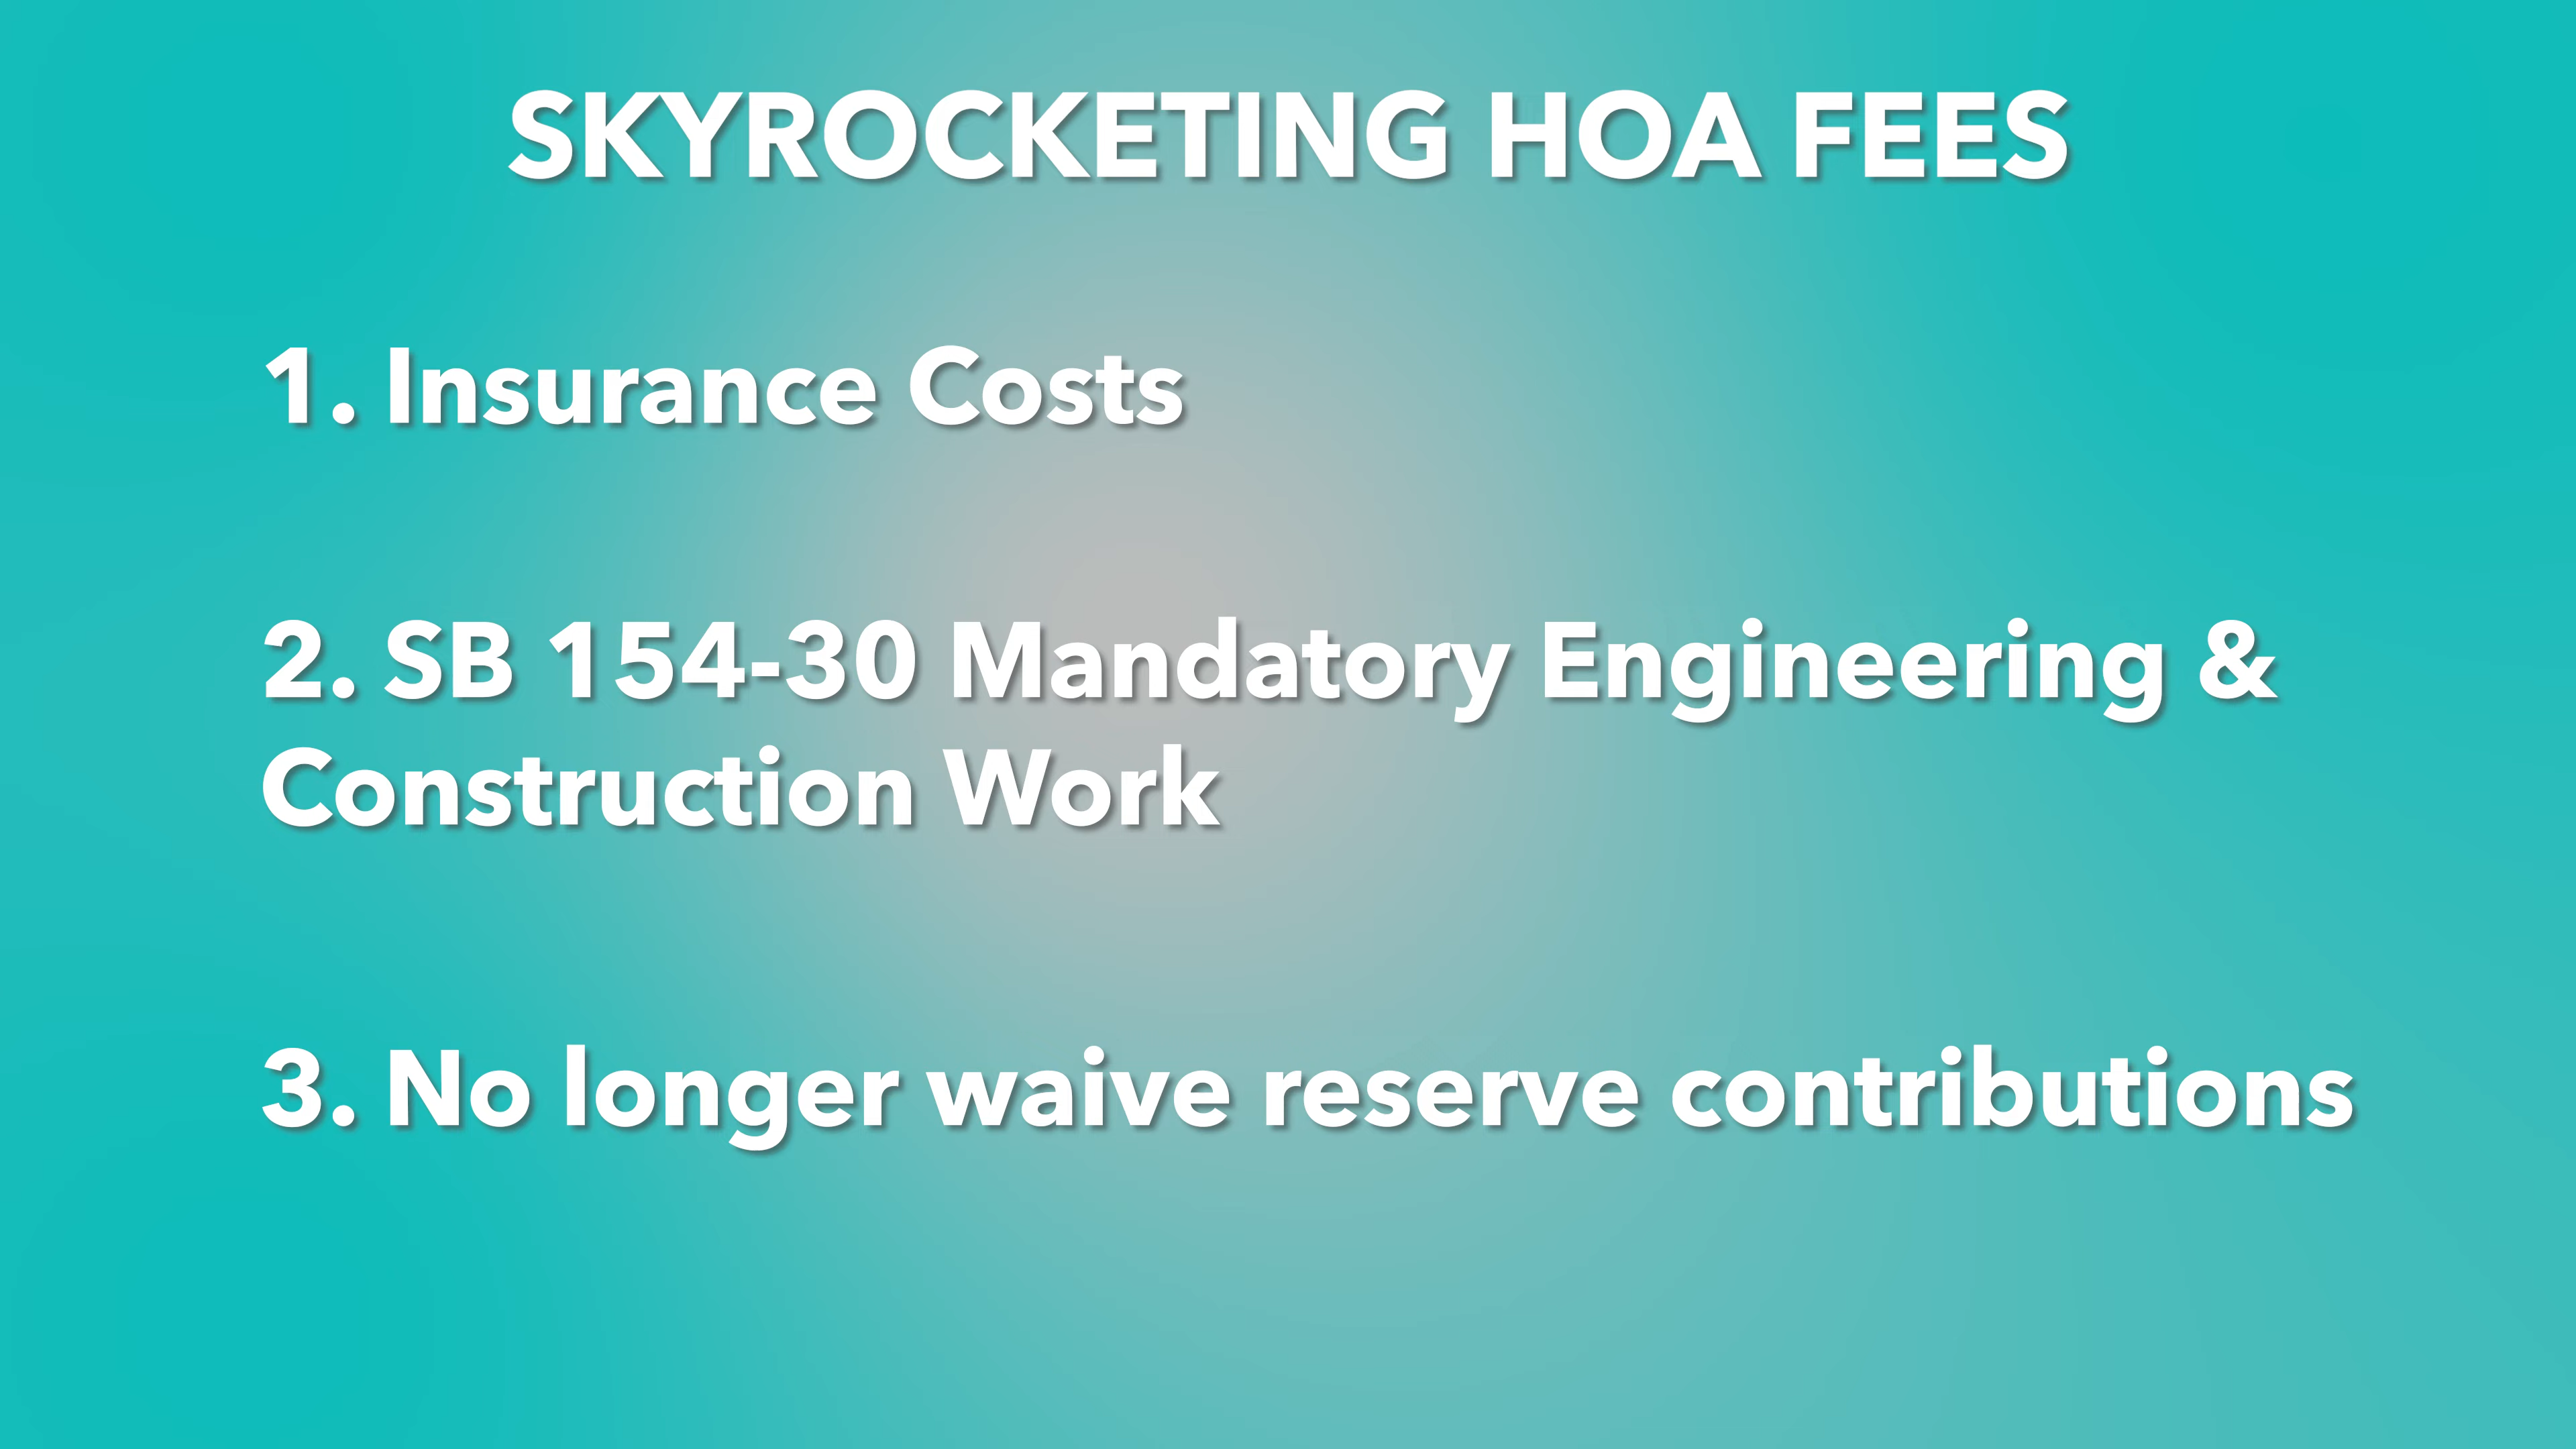 SKYROCKETING HOA FEES
1. Insurance Costs
2. SB 154-30 Mandatory Engineering &
Construction Work
3. No longer waive reserve contributions